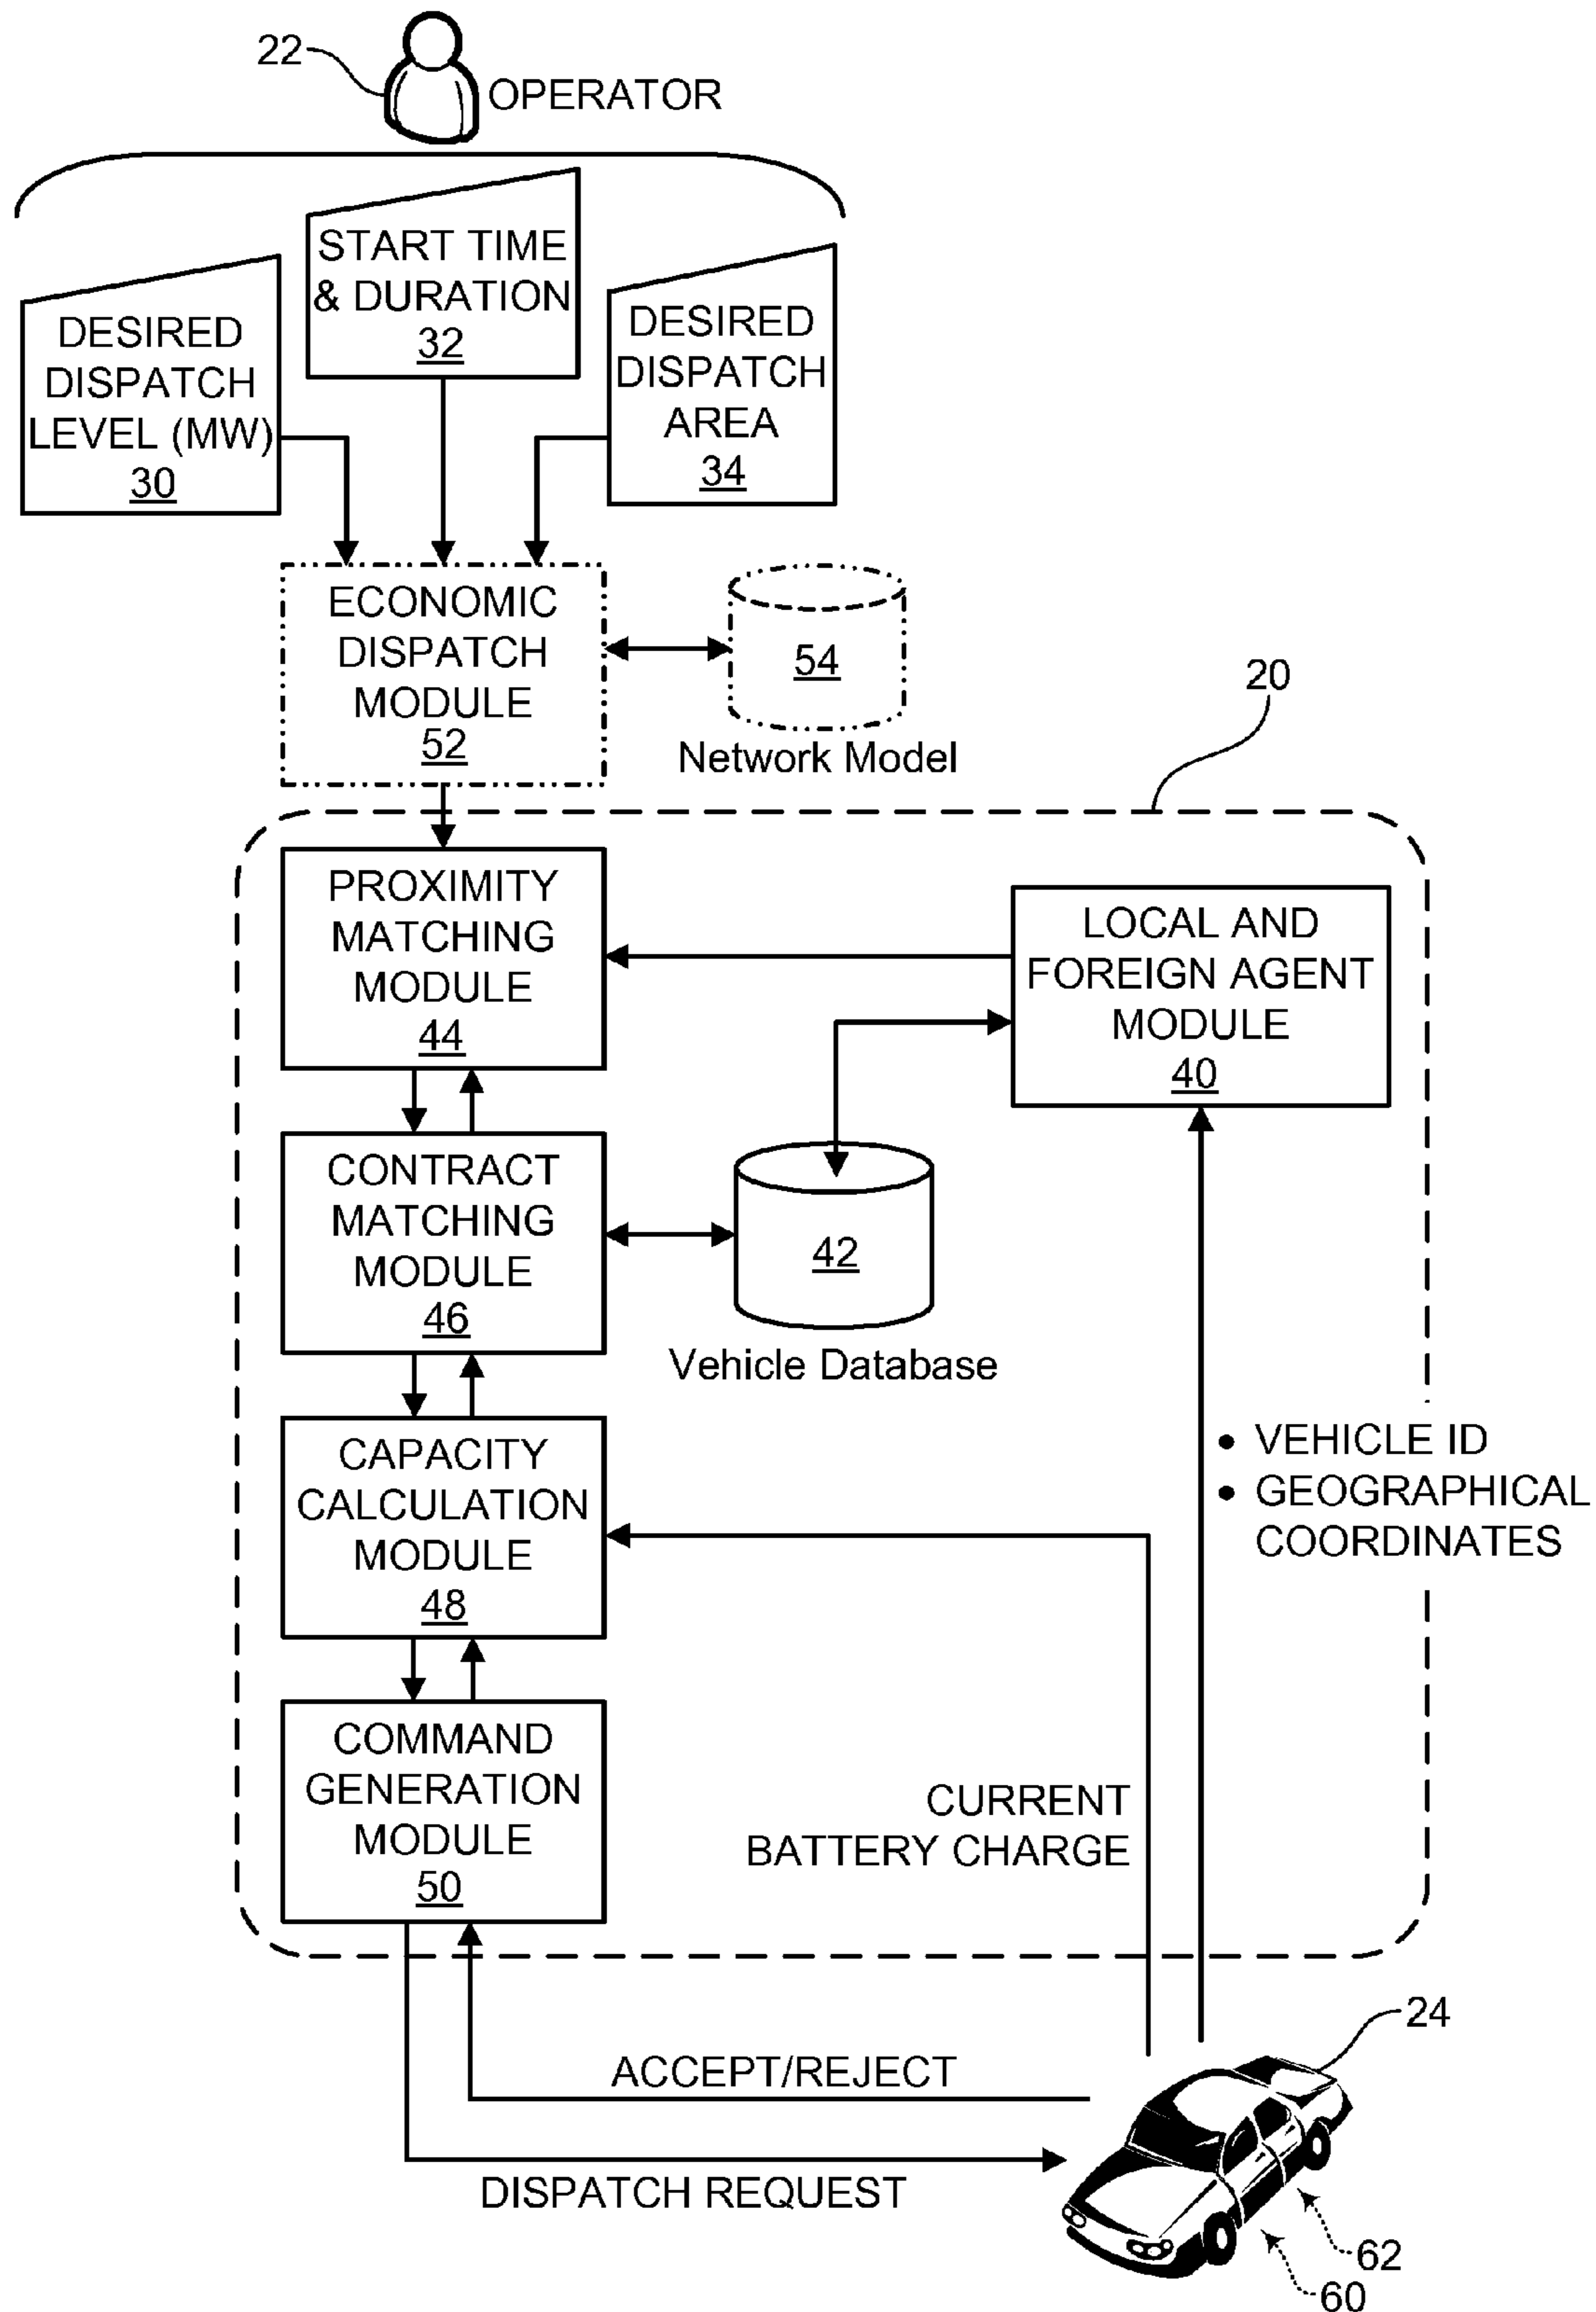 22
OPERATOR
START TIME
& DURATION
32
DESIRED
DISPATCH
LEVEL (MW)
30
DESIRED
DISPATCH
AREA
34
ECONOMIC
DISPATCH
MODULE
52
54
Network Model
20
PROXIMITY
MATCHING
MODULE
44
LOCAL AND
FOREIGN AGENT
MODULE
40
CONTRACT
MATCHING
MODULE
46
42
Vehicle Database
• VEHICLE ID
• GEOGRAPHICAL
COORDINATES
CAPACITY
CALCULATION
MODULE
48
COMMAND
GENERATION
MODULE
50
CURRENT
BATTERY CHARGE
24
ACCEPT/REJECT
DISPATCH REQUEST
62
60